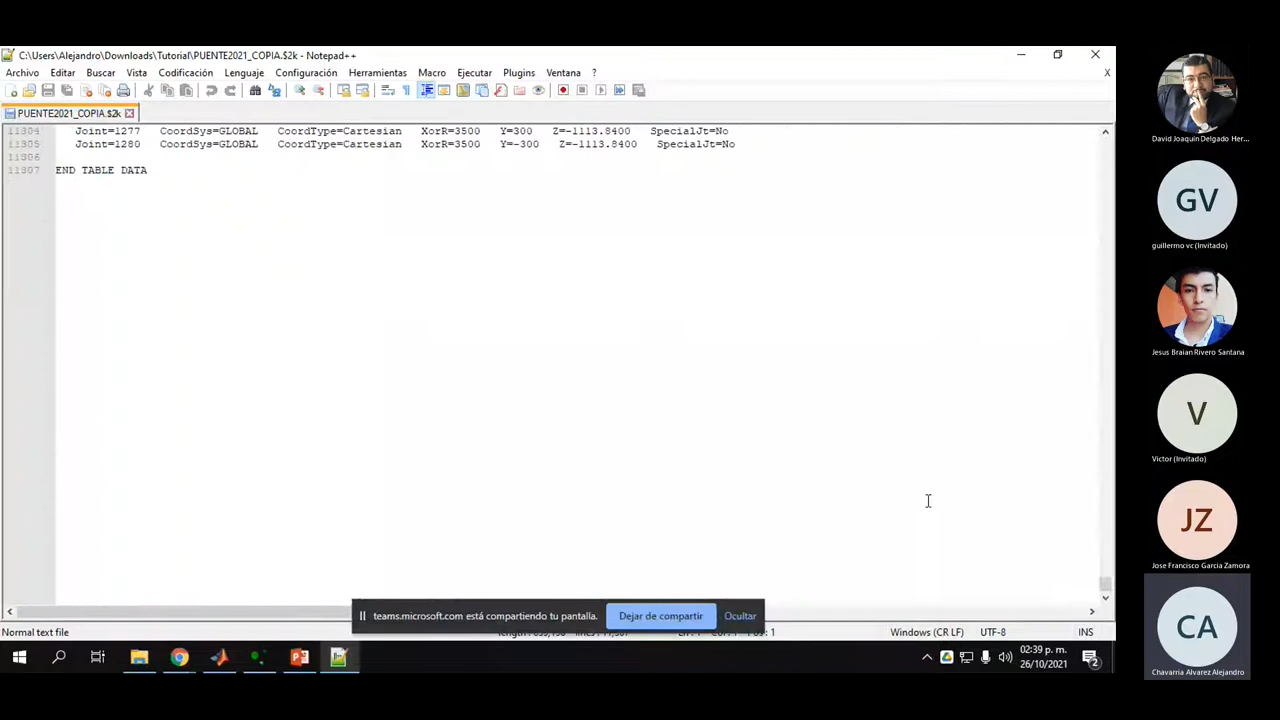 C:\Users\Alejandro\Downloads\Tutorial\PUENTE2021_COPIA.$2k - Notepad++
Archivo Editar Buscar Vista Codificación Lenguaje Configuración Herramientas Macro Ejecutar Plugins Ventana ? X
PUENTE2021_COPIA.$2k
11304 Joint=1277 CoordSys=GLOBAL CoordType=Cartesian XorR=3500 Y=300 Z=-1113.8400 SpecialJt=No
11305 Joint=1280 CoordSys=GLOBAL CoordType=Cartesian XorR=3500 Y=-300 Z=-1113.8400 SpecialJt=No
11306
11307 END TABLE DATA
teams.microsoft.com está compartiendo tu pantalla. Dejar de compartir Ocultar
Normal text file Windows (CR LF) UTF-8 INS
02:39 p. m.
26/10/2021
2
David Joaquin Delgado Her...
GV
guillermo vc (Invitado)
Jesus Braian Rivero Santana
V
Victor (Invitado)
JZ
Jose Francisco Garcia Zamora
CA
Chavarria Alvarez Alejandro